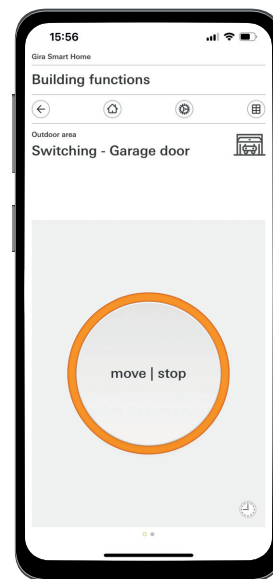 15:56
Gira Smart Home
Building functions
Outdoor area
Switching - Garage door
move | stop